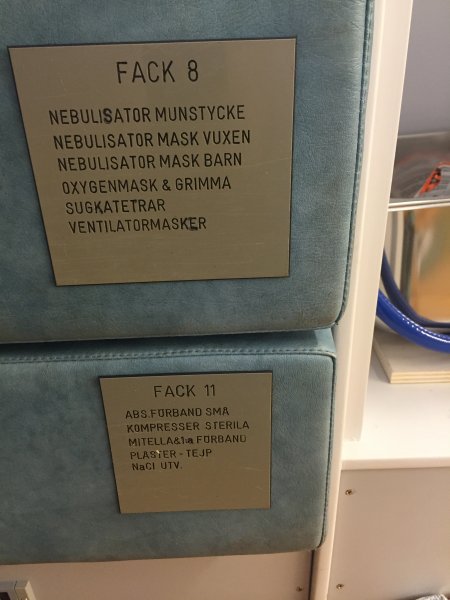 FACK 8
NEBULISATOR MUNSTYCKE
NEBULISATOR MASK VUXEN
NEBULISATOR MASK BARN
OXYGENMASK & GRIMMA
SUGKATETRAR
VENTILATORMASKER
FACK 11
ABS.FÖRBAND SMÅ
KOMPRESSER STERILA
MITELLA&1:a FÖRBAND
PLÅSTER - TEJP
NaCl UTV.